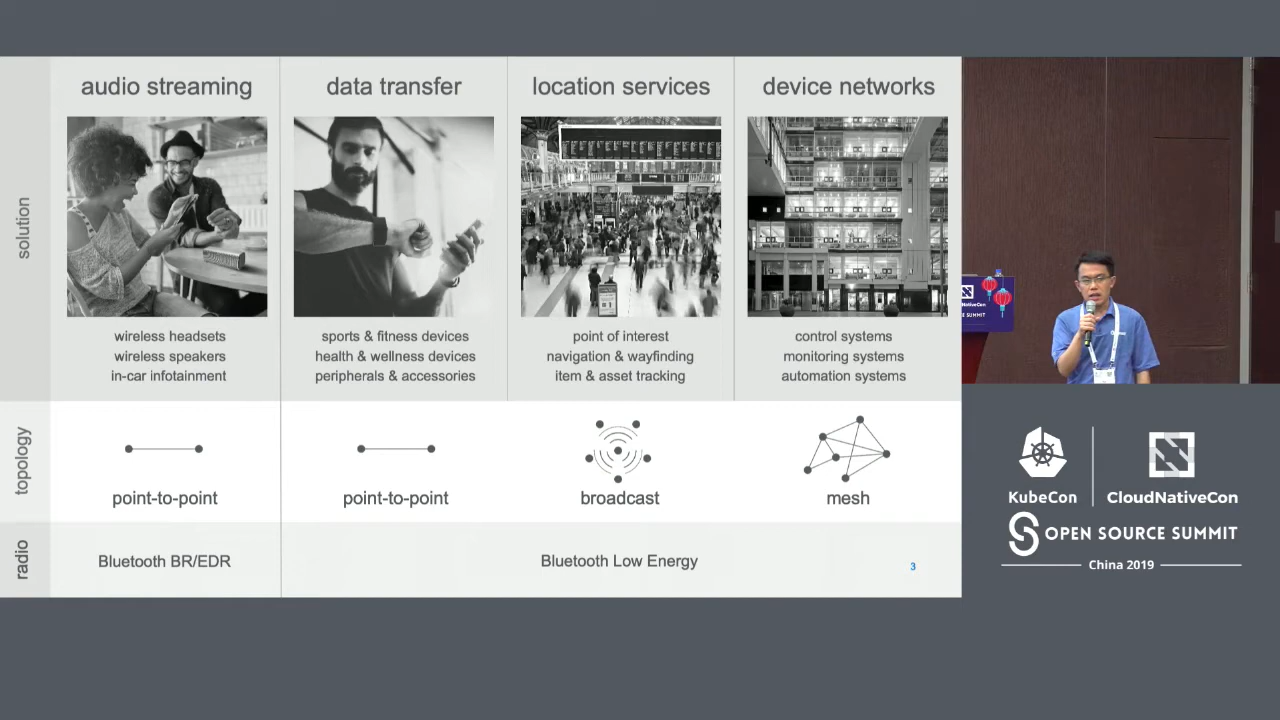 audio streaming
data transfer
location services
device networks
solution
wireless headsets
wireless speakers
in-car infotainment
sports & fitness devices
health & wellness devices
peripherals & accessories
point of interest
navigation & wayfinding
item & asset tracking
control systems
monitoring systems
automation systems
topology
point-to-point
point-to-point
broadcast
mesh
radio
Bluetooth BR/EDR
Bluetooth Low Energy
3
KubeCon
CloudNativeCon
OPEN SOURCE SUMMIT
China 2019